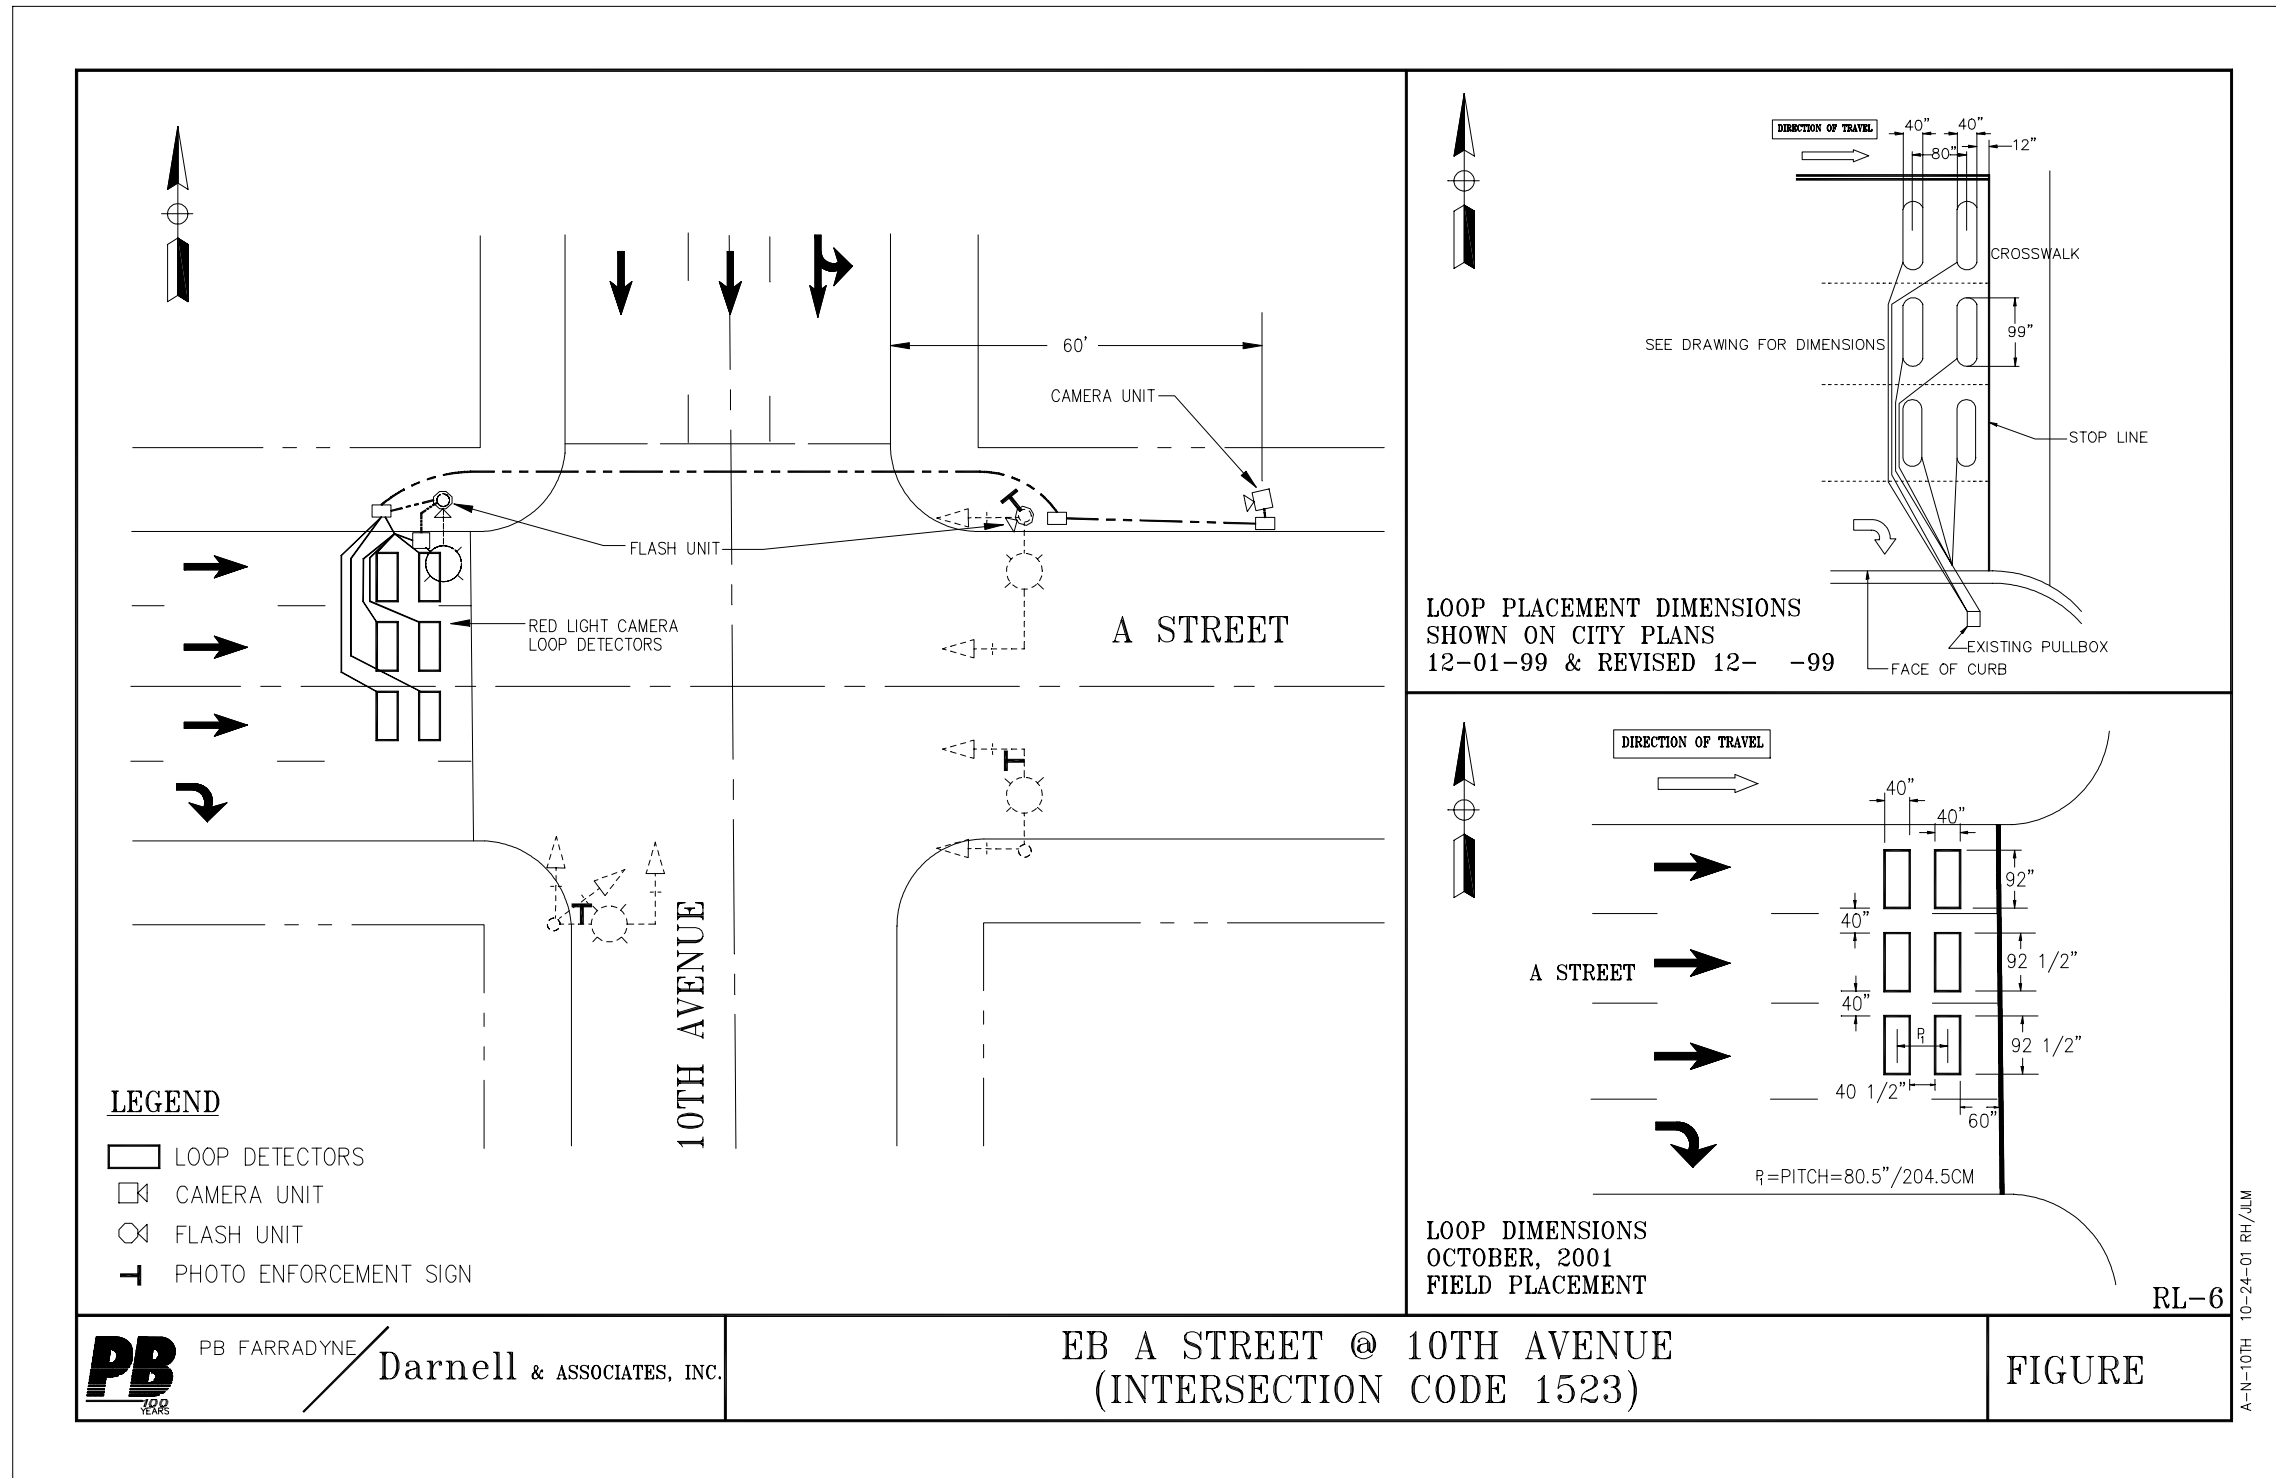 60'
CAMERA UNIT
FLASH UNIT
RED LIGHT CAMERA
LOOP DETECTORS
A STREET
10TH AVENUE
LEGEND
LOOP DETECTORS
CAMERA UNIT
FLASH UNIT
PHOTO ENFORCEMENT SIGN
DIRECTION OF TRAVEL
40"
40"
80"
12"
CROSSWALK
99"
SEE DRAWING FOR DIMENSIONS
STOP LINE
EXISTING PULLBOX
FACE OF CURB
LOOP PLACEMENT DIMENSIONS
SHOWN ON CITY PLANS
12-01-99 & REVISED 12- -99
DIRECTION OF TRAVEL
40"
40"
92"
40"
92 1/2"
A STREET
40"
P1
92 1/2"
40 1/2"
60"
P1=PITCH=80.5"/204.5CM
LOOP DIMENSIONS
OCTOBER, 2001
FIELD PLACEMENT
RL-6
PB
100
YEARS
PB FARRADYNE
Darnell & ASSOCIATES, INC.
EB A STREET @ 10TH AVENUE
(INTERSECTION CODE 1523)
FIGURE
A-N-10TH 10-24-01 RH/JLM